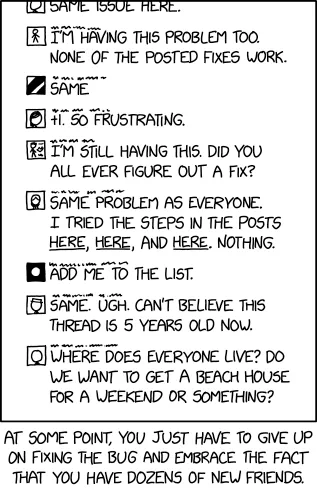 SAME ISSUE HERE.
I'M HAVING THIS PROBLEM TOO.
NONE OF THE POSTED FIXES WORK.
SAME
+1. SO FRUSTRATING.
I'M STILL HAVING THIS. DID YOU
ALL EVER FIGURE OUT A FIX?
SAME PROBLEM AS EVERYONE.
I TRIED THE STEPS IN THE POSTS
HERE, HERE, AND HERE. NOTHING.
ADD ME TO THE LIST.
SAME. UGH. CAN'T BELIEVE THIS
THREAD IS 5 YEARS OLD NOW.
WHERE DOES EVERYONE LIVE? DO
WE WANT TO GET A BEACH HOUSE
FOR A WEEKEND OR SOMETHING?
AT SOME POINT, YOU JUST HAVE TO GIVE UP
ON FIXING THE BUG AND EMBRACE THE FACT
THAT YOU HAVE DOZENS OF NEW FRIENDS.